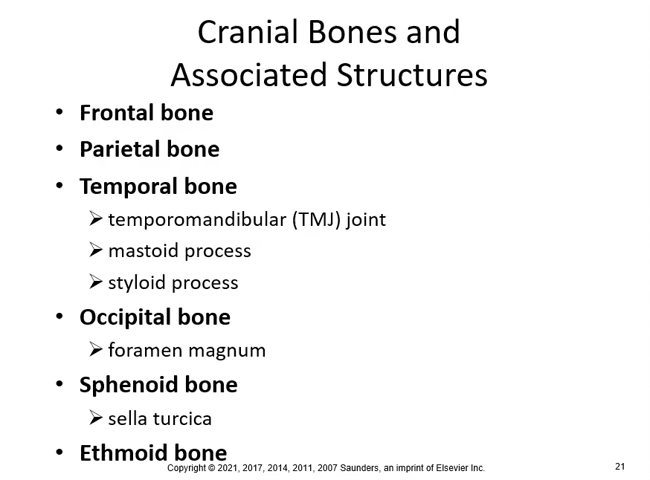 Cranial Bones and
Associated Structures
• Frontal bone
• Parietal bone
• Temporal bone
➢ temporomandibular (TMJ) joint
➢ mastoid process
➢ styloid process
• Occipital bone
➢ foramen magnum
• Sphenoid bone
➢ sella turcica
• Ethmoid bone
Copyright © 2021, 2017, 2014, 2011, 2007 Saunders, an imprint of Elsevier Inc.
21